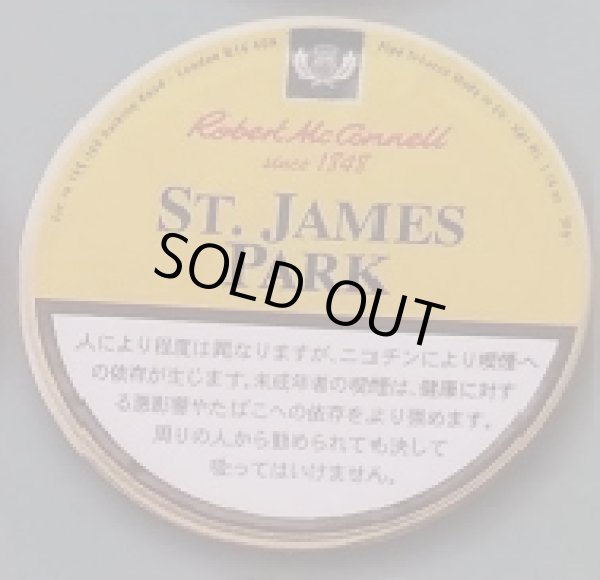 Robert McConnell
since 1848
ST. JAMES
PARK
SOLD OUT
人により程度は異なりますが、ニコチンにより喫煙へ
の依存が生じます。未成年者の喫煙は、健康に対す
る悪影響やたばこへの依存をより強めます。
周りの人から勧められても決して
吸ってはいけません。